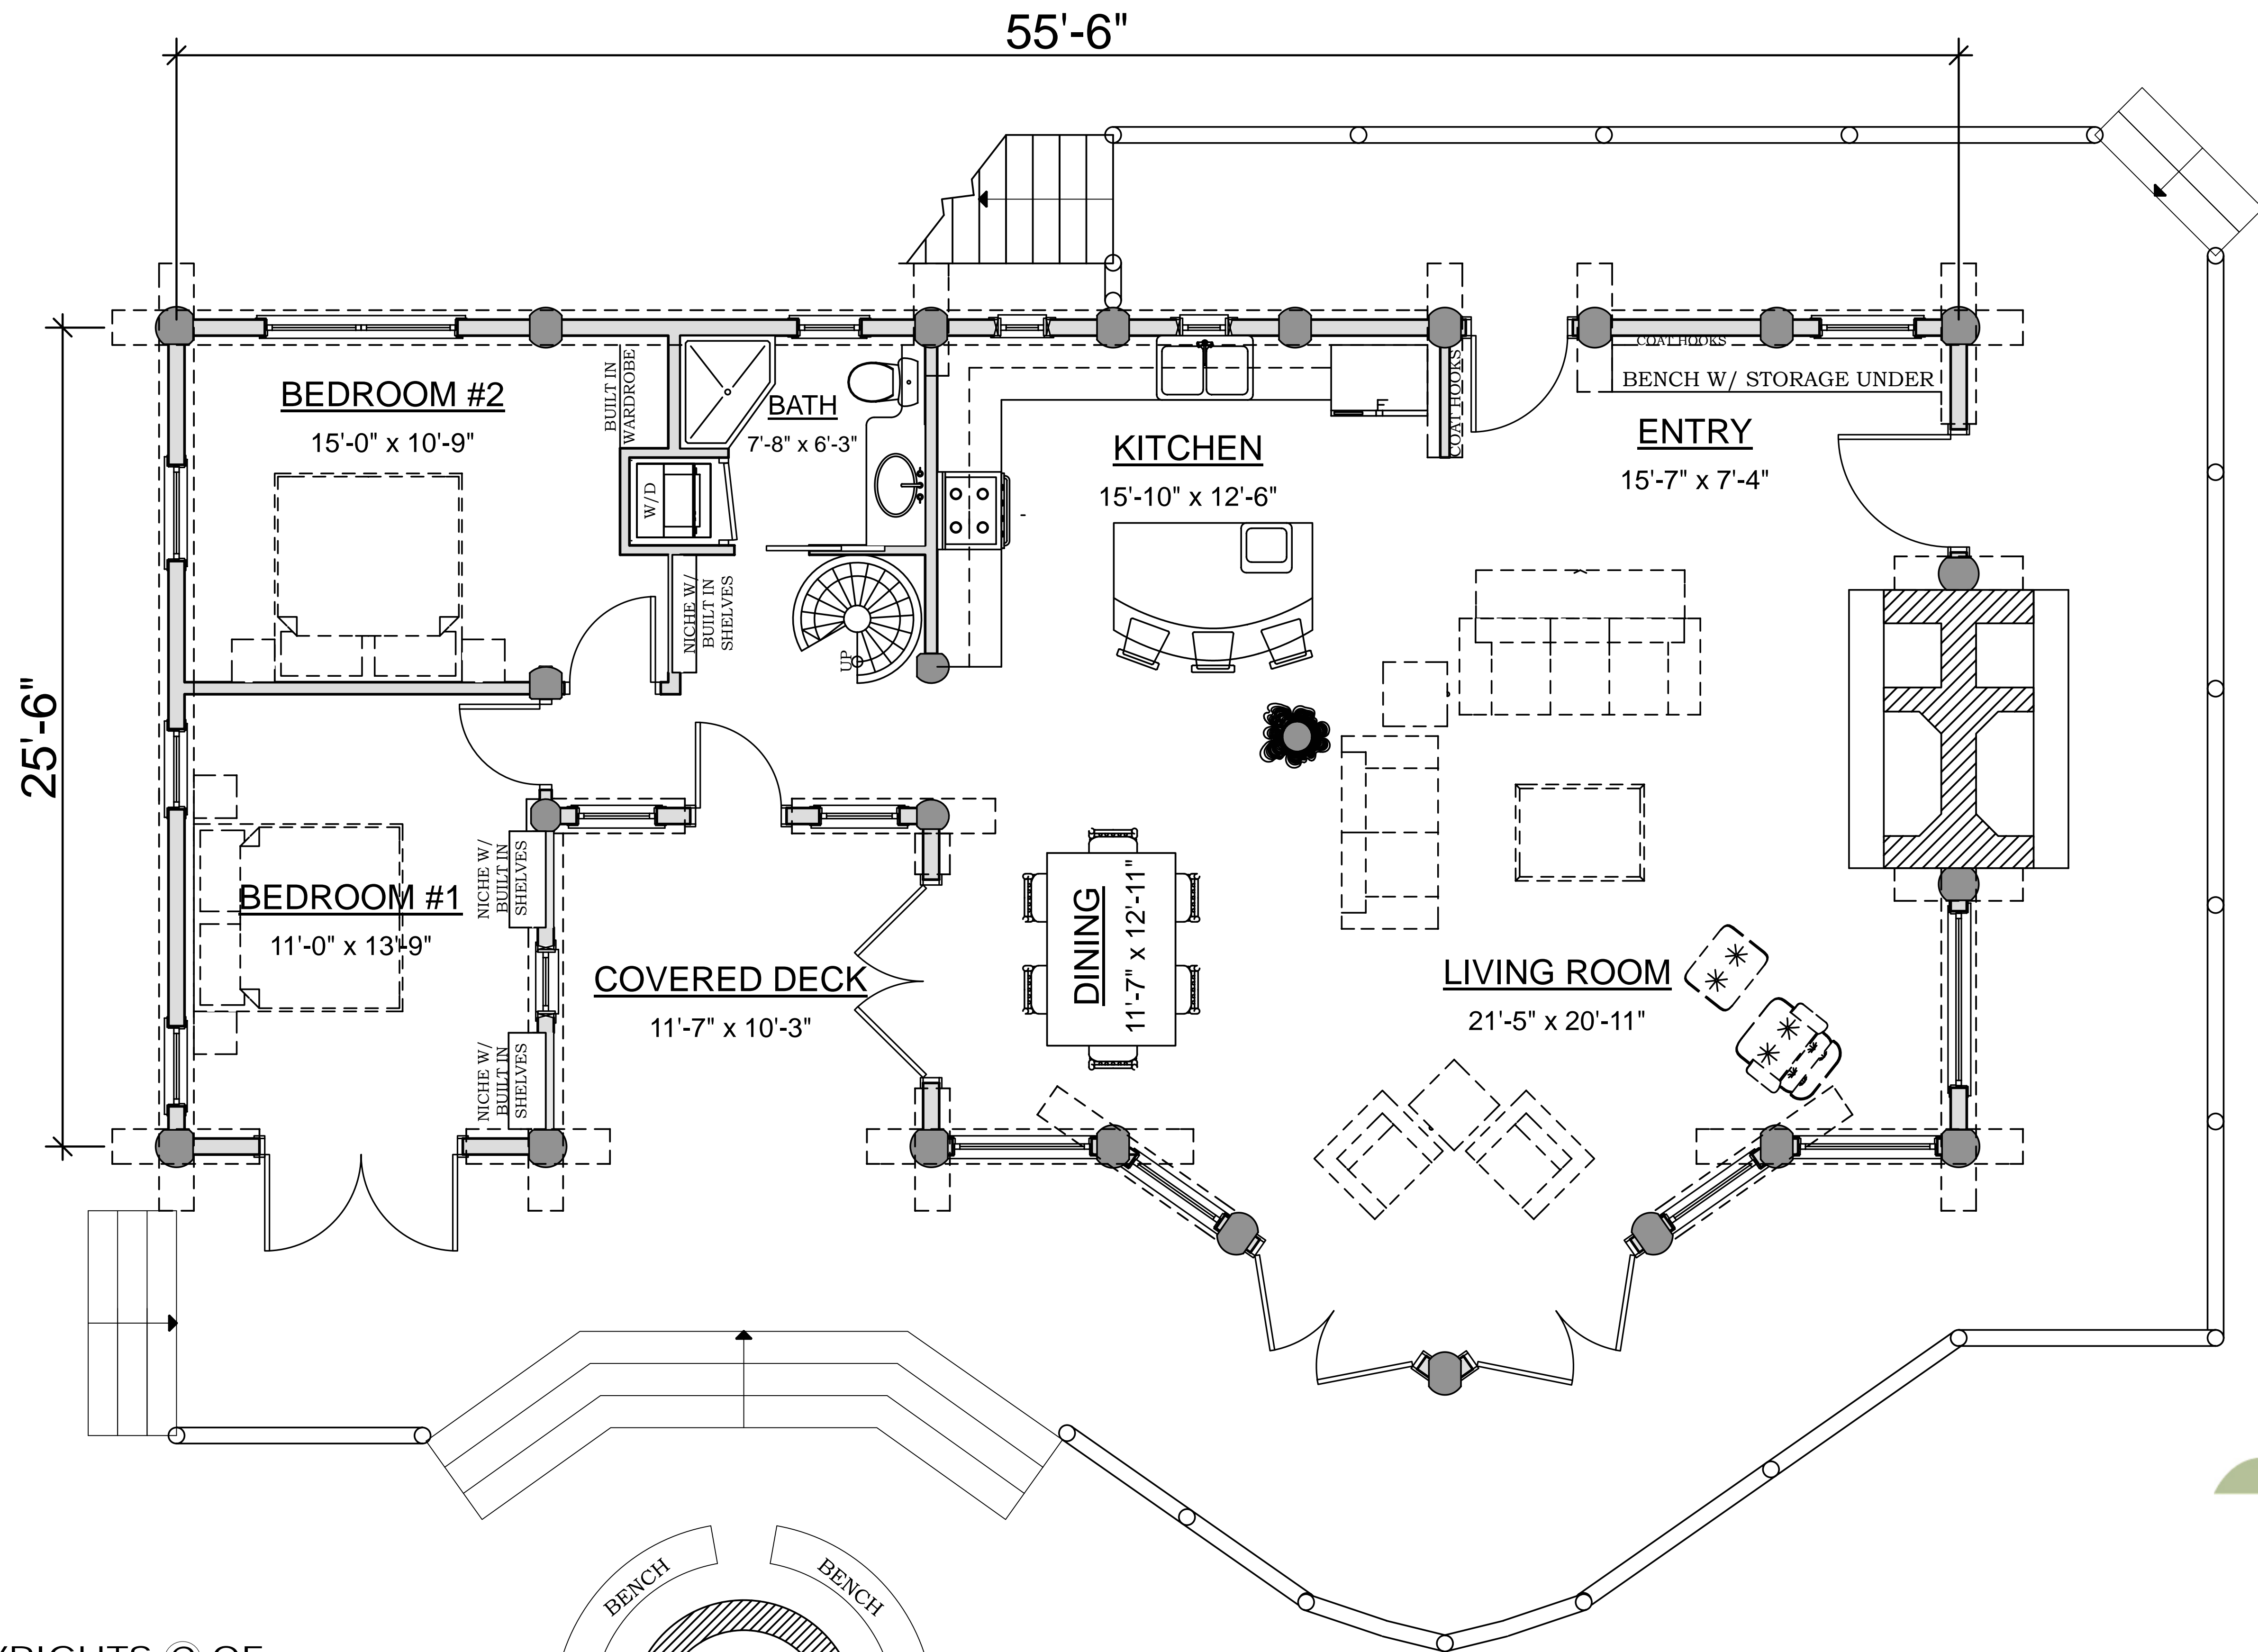 55'-6"
25'-6"
BEDROOM #2
15'-0" x 10'-9"
BUILT IN
WARDROBE
BATH
7'-8" x 6'-3"
W/D
NICHE W/
BUILT IN
SHELVES
UP
KITCHEN
15'-10" x 12'-6"
F
COAT HOOKS
COAT HOOKS
BENCH W/ STORAGE UNDER
ENTRY
15'-7" x 7'-4"
BEDROOM #1
11'-0" x 13'-9"
NICHE W/
BUILT IN
SHELVES
NICHE W/
BUILT IN
SHELVES
COVERED DECK
11'-7" x 10'-3"
DINING
11'-7" x 12'-11"
LIVING ROOM
21'-5" x 20'-11"
BENCH
BENCH